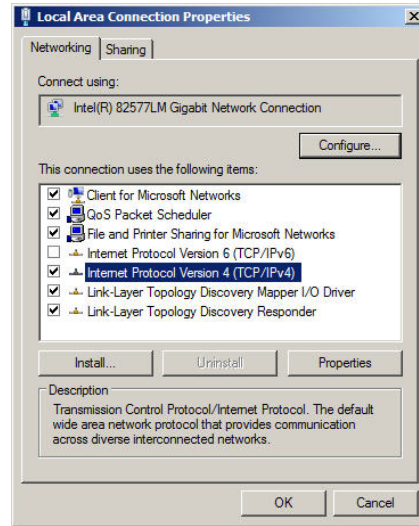 Local Area Connection Properties
Networking
Sharing
Connect using:
Intel(R) 82577LM Gigabit Network Connection
Configure...
This connection uses the following items:
Client for Microsoft Networks
QoS Packet Scheduler
File and Printer Sharing for Microsoft Networks
Internet Protocol Version 6 (TCP/IPv6)
Internet Protocol Version 4 (TCP/IPv4)
Link-Layer Topology Discovery Mapper I/O Driver
Link-Layer Topology Discovery Responder
Install...
Uninstall
Properties
Description
Transmission Control Protocol/Internet Protocol. The default
wide area network protocol that provides communication
across diverse interconnected networks.
OK
Cancel